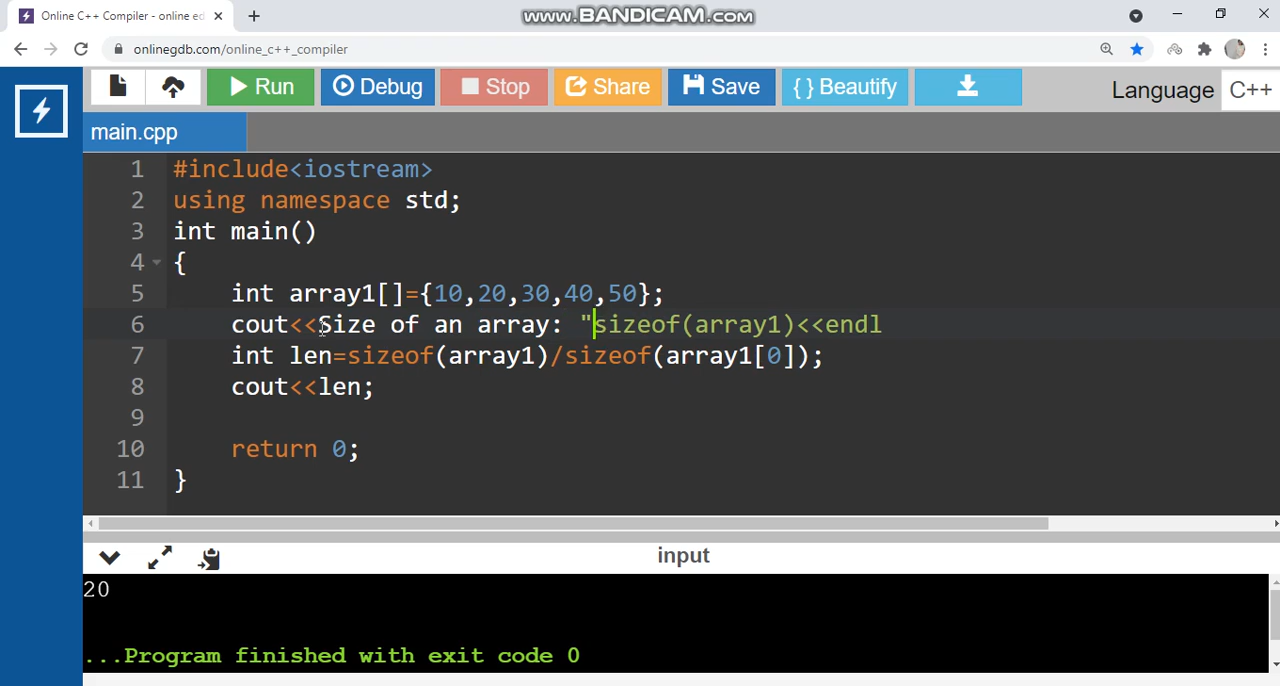 Online C++ Compiler - online ed
www.BANDICAM.com
onlinegdb.com/online_c++_compiler
Run Debug Stop Share Save { } Beautify Language C++
main.cpp
1 #include<iostream>
2 using namespace std;
3 int main()
4 {
5 int array1[]={10,20,30,40,50};
6 cout<<Size of an array: "sizeof(array1)<<endl
7 int len=sizeof(array1)/sizeof(array1[0]);
8 cout<<len;
9
10 return 0;
11 }
input
20
...Program finished with exit code 0